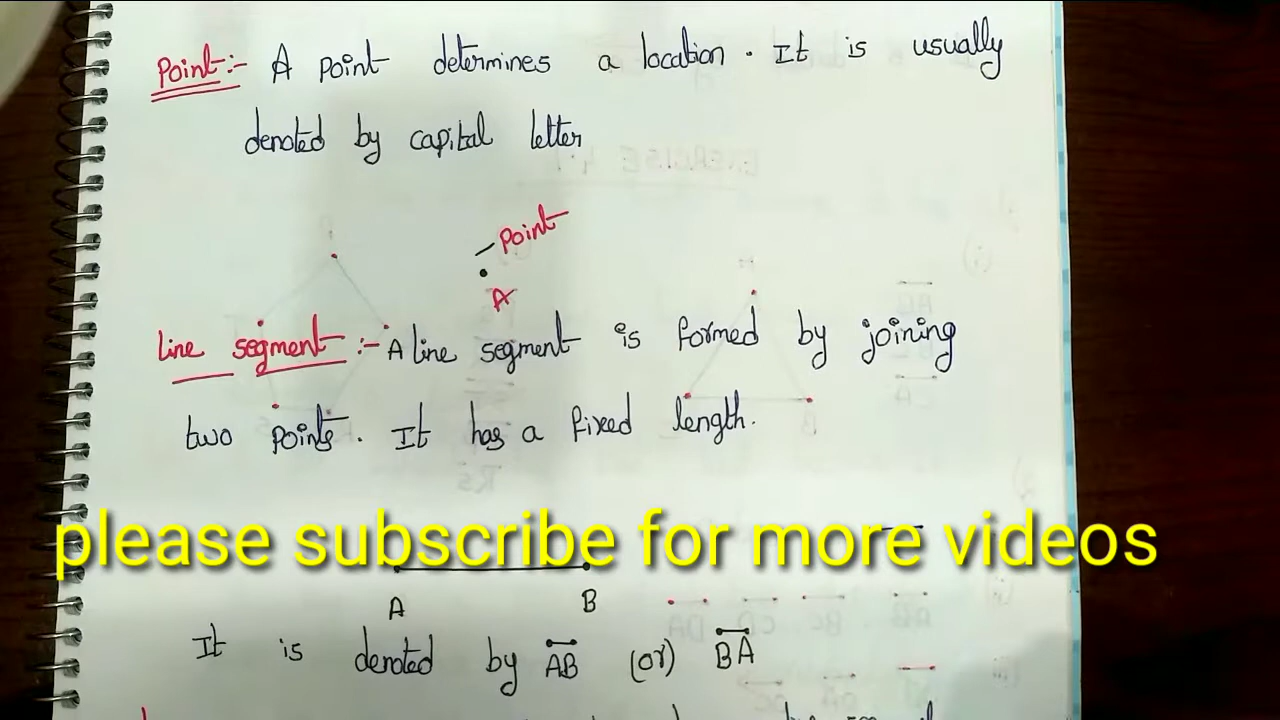 Point:- A point determines a location. It is usually
denoted by capital letter
Point
A
line segment :- A line segment is formed by joining
two points. It has a fixed length.
please subscribe for more videos
A B
It is denoted by AB (or) BA